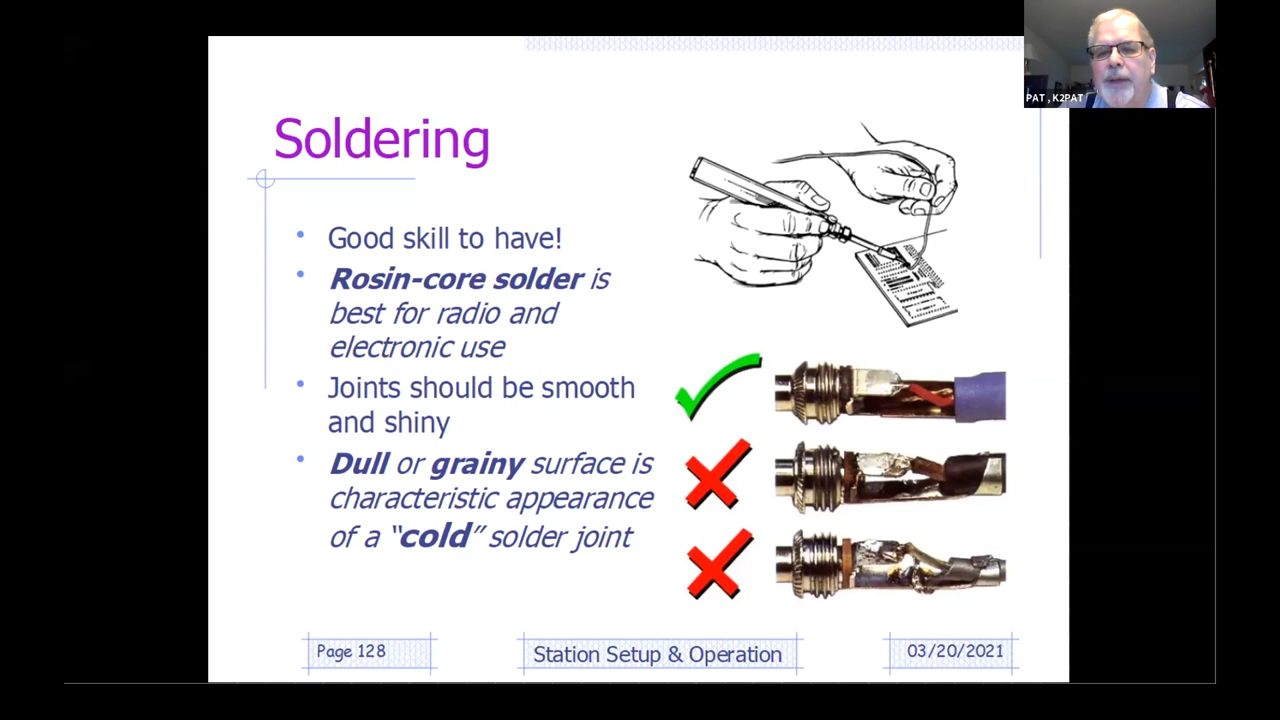 PAT , K2PAT
Soldering
Good skill to have!
Rosin-core solder is
best for radio and
electronic use
Joints should be smooth
and shiny
Dull or grainy surface is
characteristic appearance
of a “cold” solder joint
Page 128
Station Setup & Operation
03/20/2021